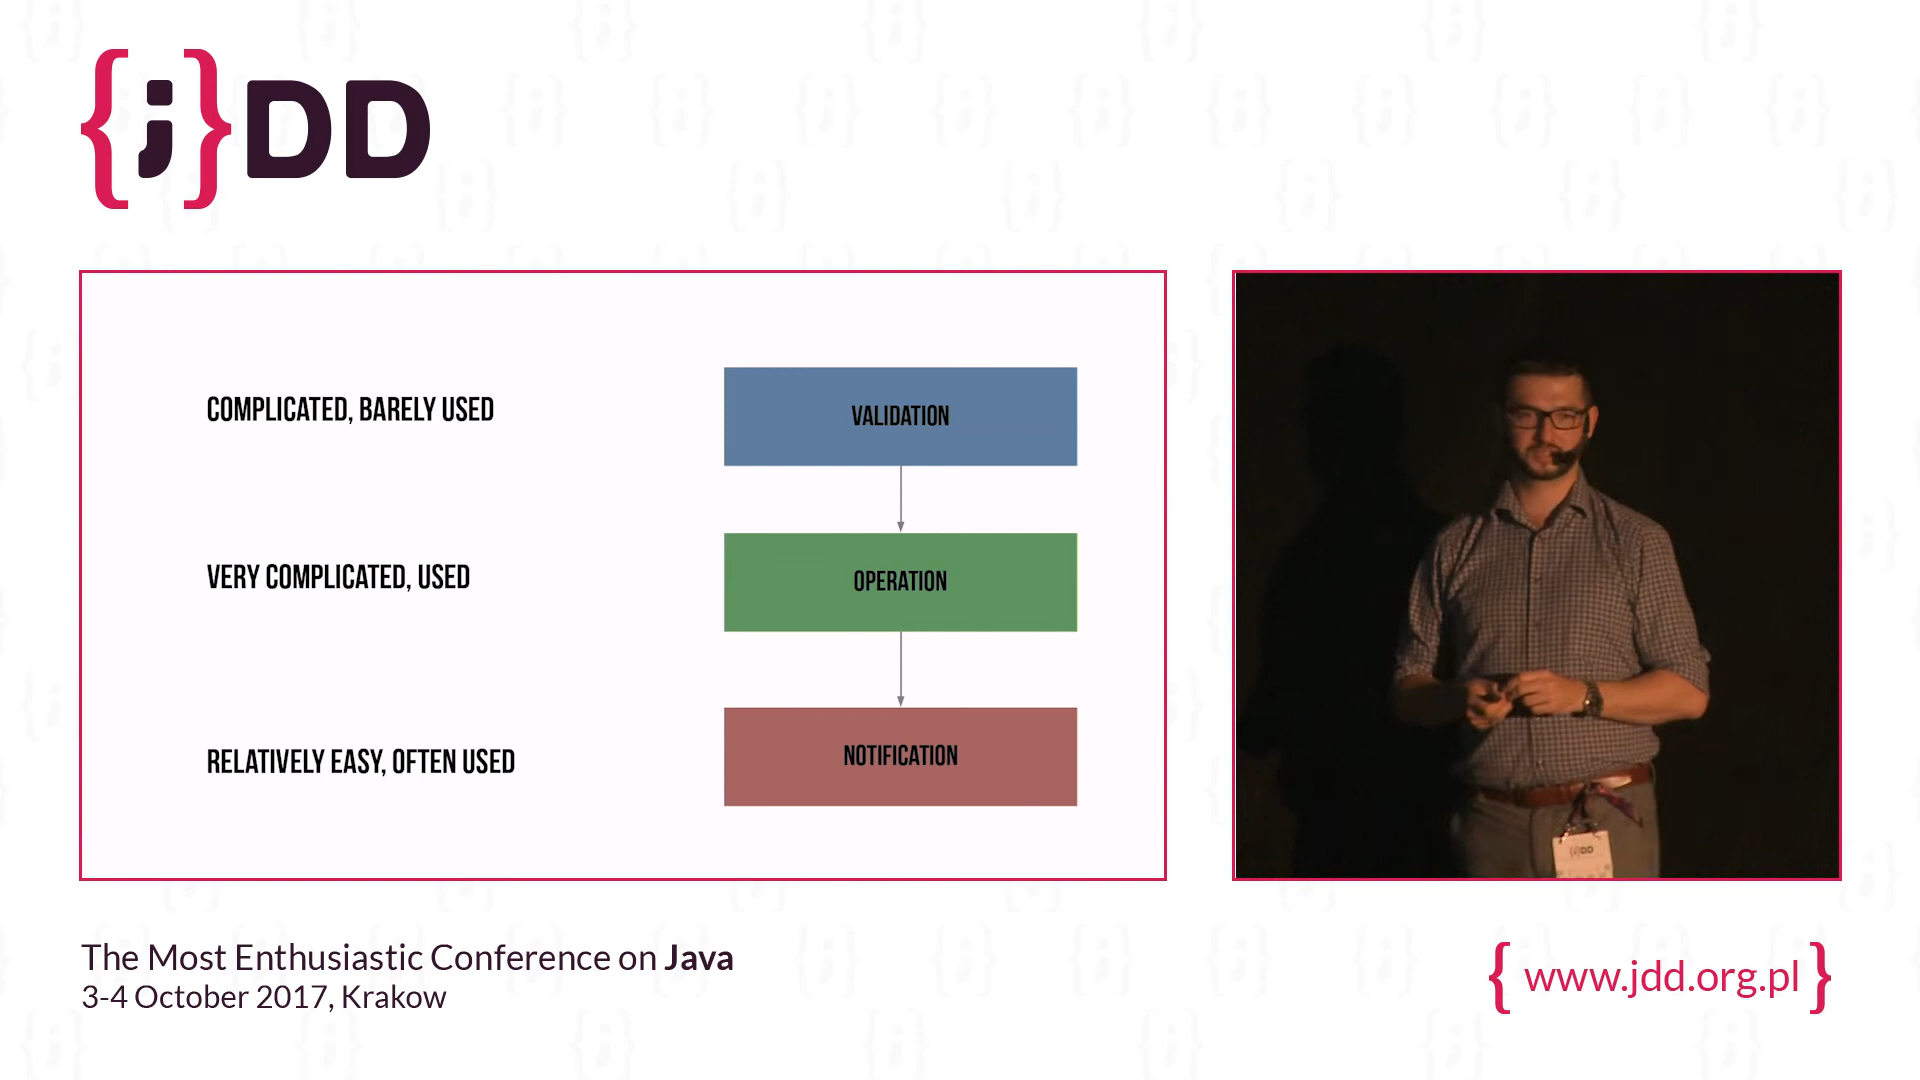 {;}DD
COMPLICATED, BARELY USED
VALIDATION
VERY COMPLICATED, USED
OPERATION
RELATIVELY EASY, OFTEN USED
NOTIFICATION
{;}DD
The Most Enthusiastic Conference on Java
3-4 October 2017, Krakow
{ www.jdd.org.pl }